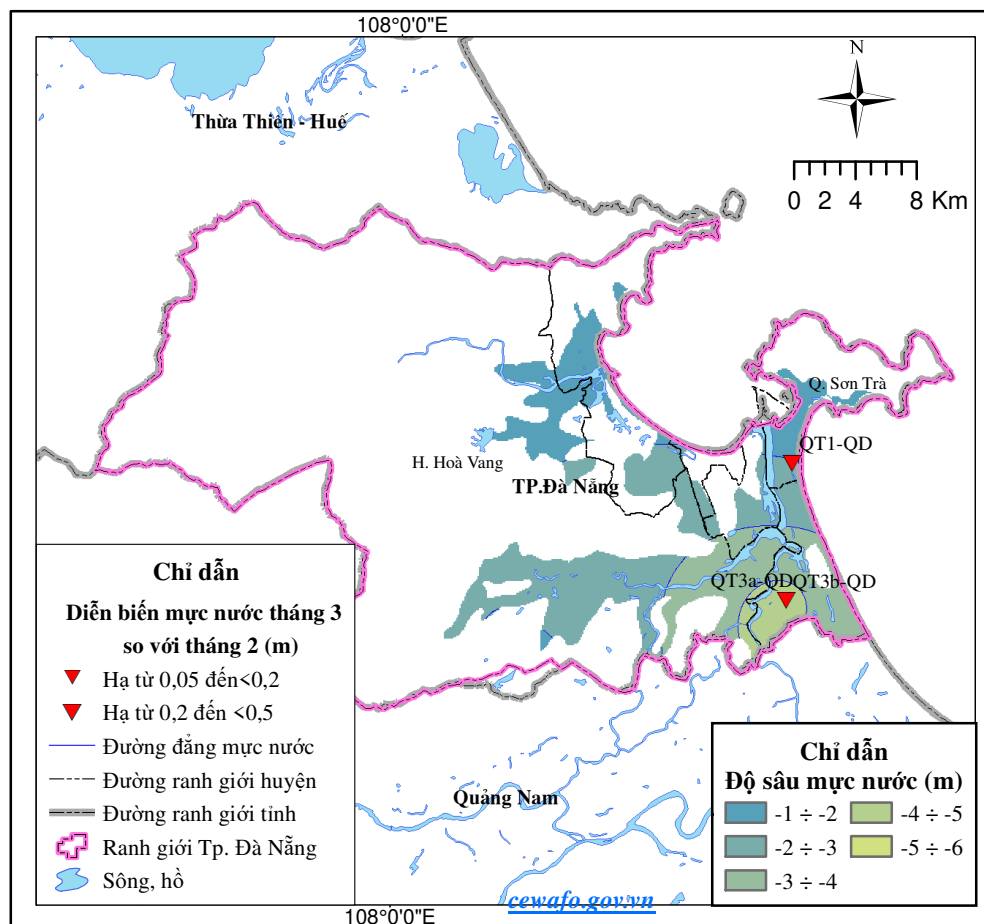 108°0'0"E
N
Thừa Thiên - Huế
0 2 4 8 Km
Q. Sơn Trà
QT1-QD
H. Hoà Vang
TP.Đà Nẵng
QT3a-QD
QT3b-QD
Chỉ dẫn
Diễn biến mực nước tháng 3
so với tháng 2 (m)
Hạ từ 0,05 đến<0,2
Hạ từ 0,2 đến <0,5
Đường đẳng mực nước
Đường ranh giới huyện
Đường ranh giới tỉnh
Ranh giới Tp. Đà Nẵng
Sông, hồ
Quảng Nam
Chỉ dẫn
Độ sâu mực nước (m)
-1 ÷ -2
-4 ÷ -5
-2 ÷ -3
-5 ÷ -6
-3 ÷ -4
cewafo.gov.vn
108°0'0"E